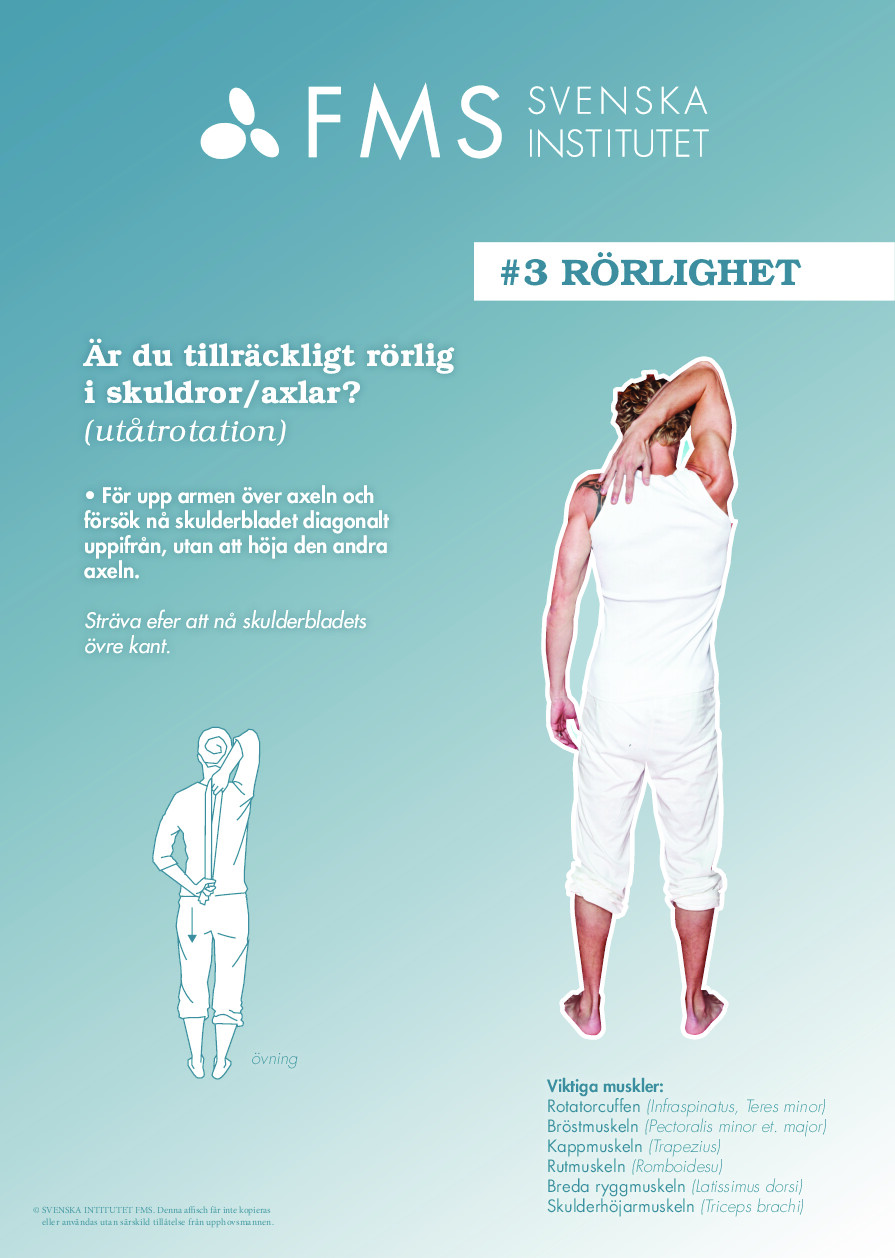 FMS SVENSKA
INSTITUTET
#3 RÖRLIGHET
Är du tillräckligt rörlig
i skuldror/axlar?
(utåtrotation)
• För upp armen över axeln och
försök nå skulderbladet diagonalt
uppifrån, utan att höja den andra
axeln.
Sträva efer att nå skulderbladets
övre kant.
övning
Viktiga muskler:
Rotatorcuffen (Infraspinatus, Teres minor)
Bröstmuskeln (Pectoralis minor et. major)
Kappmuskeln (Trapezius)
Rutmuskeln (Romboidesu)
Breda ryggmuskeln (Latissimus dorsi)
Skulderhöjarmuskeln (Triceps brachi)
© SVENSKA INTITUTET FMS. Denna affisch får inte kopieras
eller användas utan särskild tillåtelse från upphovsmannen.